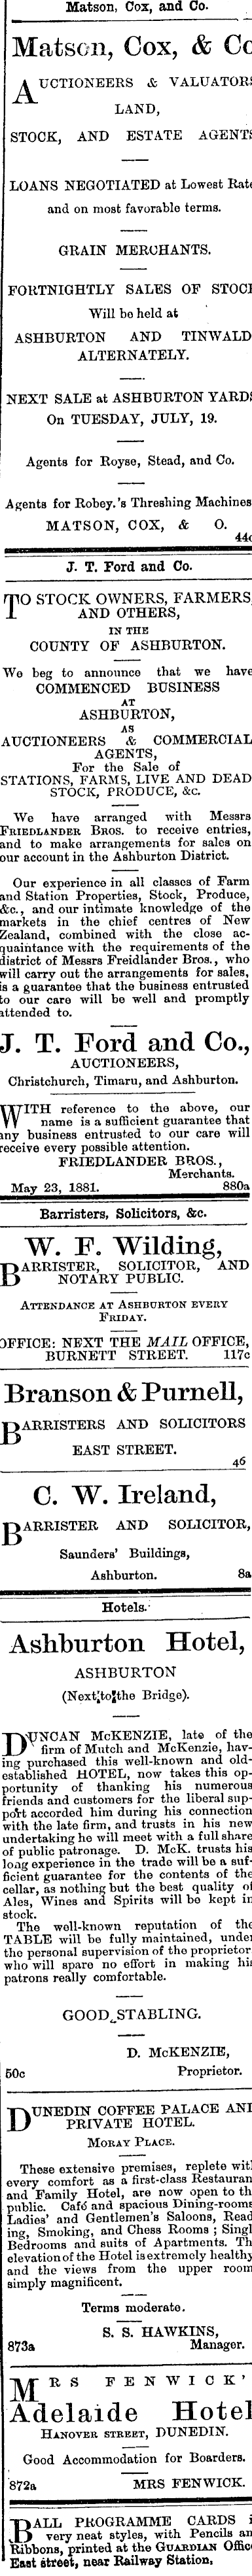 Matson, Cox, and Co.
Matson, Cox, & Co
AUCTIONEERS & VALUATORS
LAND,
STOCK, AND ESTATE AGENTS
LOANS NEGOTIATED at Lowest Rate
and on most favorable terms.
GRAIN MERCHANTS.
FORTNIGHTLY SALES OF STOCK
Will be held at
ASHBURTON AND TINWALD
ALTERNATELY.
NEXT SALE at ASHBURTON YARDS
On TUESDAY, JULY, 19.
Agents for Royse, Stead, and Co.
Agents for Robey.'s Threshing Machines
MATSON, COX, & O.
44c
J. T. Ford and Co.
TO STOCK OWNERS, FARMERS,
AND OTHERS,
IN THE
COUNTY OF ASHBURTON.
We beg to announce that we have
COMMENCED BUSINESS
AT
ASHBURTON,
AS
AUCTIONEERS & COMMERCIAL
AGENTS,
For the Sale of
STATIONS, FARMS, LIVE AND DEAD
STOCK, PRODUCE, &c.
We have arranged with Messrs
FRIEDLANDER BROS. to receive entries,
and to make arrangements for sales on
our account in the Ashburton District.
Our experience in all classes of Farm
and Station Properties, Stock, Produce,
&c., and our intimate knowledge of the
markets in the chief centres of New
Zealand, combined with the close ac-
quaintance with the requirements of the
district of Messrs Freidlander Bros., who
will carry out the arrangements for sales,
is a guarantee that the business entrusted
to our care will be well and promptly
attended to.
J. T. Ford and Co.,
AUCTIONEERS,
Christchurch, Timaru, and Ashburton.
WITH reference to the above, our
name is a sufficient guarantee that
any business entrusted to our care will
receive every possible attention.
FRIEDLANDER BROS.,
Merchants.
May 23, 1881. 880a
Barristers, Solicitors, &c.
W. F. Wilding,
BARRISTER, SOLICITOR, AND
NOTARY PUBLIC.
ATTENDANCE AT ASHBURTON EVERY
FRIDAY.
OFFICE: NEXT THE MAIL OFFICE,
BURNETT STREET. 117c
Branson & Purnell,
BARRISTERS AND SOLICITORS
EAST STREET.
46
C. W. Ireland,
BARRISTER AND SOLICITOR,
Saunders' Buildings,
Ashburton. 8a
Hotels.
Ashburton Hotel,
ASHBURTON
(Next to the Bridge).
DUNCAN McKENZIE, late of the
firm of Mutch and McKenzie, hav-
ing purchased this well-known and old-
established HOTEL, now takes this op-
portunity of thanking his numerous
friends and customers for the liberal sup-
port accorded him during his connection
with the late firm, and trusts in his new
undertaking he will meet with a full share
of public patronage. D. McK. trusts his
long experience in the trade will be a suf-
ficient guarantee for the contents of the
cellar, as nothing but the best quality of
Ales, Wines and Spirits will be kept in
stock.
The well-known reputation of the
TABLE will be fully maintained, under
the personal supervision of the proprietor
who will spare no effort in making his
patrons really comfortable.
GOOD STABLING.
D. McKENZIE,
50c Proprietor.
DUNEDIN COFFEE PALACE AND
PRIVATE HOTEL.
MORAY PLACE.
These extensive premises, replete with
every comfort as a first-class Restaurant
and Family Hotel, are now open to the
public. Café and spacious Dining-rooms
Ladies' and Gentlemen's Saloons, Read
ing, Smoking, and Chess Rooms ; Single
Bedrooms and suits of Apartments. The
elevation of the Hotel is extremely healthy
and the views from the upper room
simply magnificent.
Terms moderate.
S. S. HAWKINS,
873a Manager.
MRS FENWICK'
Adelaide Hotel
HANOVER STREET, DUNEDIN.
Good Accommodation for Boarders.
872a MRS FENWICK.
BALL PROGRAMME CARDS i
very neat styles, with Pencils an
Ribbons, printed at the GUARDIAN Office
East street, near Railway Station.